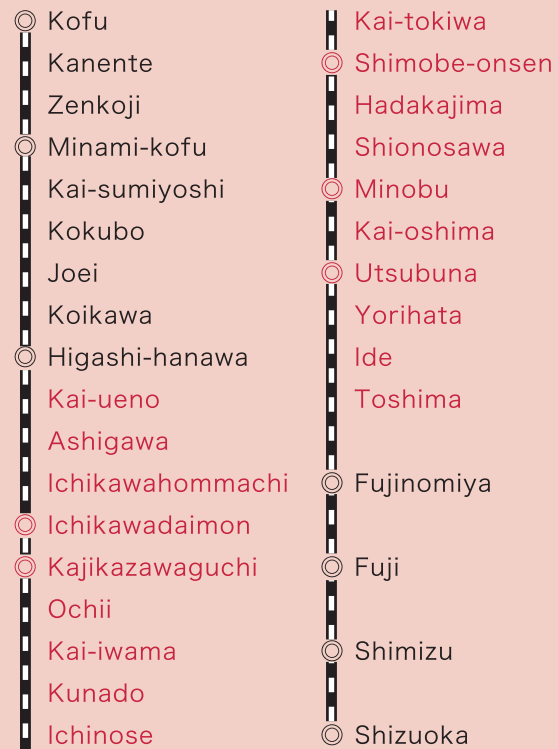 Kofu
Kanente
Zenkoji
Minami-kofu
Kai-sumiyoshi
Kokubo
Joei
Koikawa
Higashi-hanawa
Kai-ueno
Ashigawa
Ichikawahommachi
Ichikawadaimon
Kajikazawaguchi
Ochii
Kai-iwama
Kunado
Ichinose
Kai-tokiwa
Shimobe-onsen
Hadakajima
Shionosawa
Minobu
Kai-oshima
Utsubuna
Yorihata
Ide
Toshima
Fujinomiya
Fuji
Shimizu
Shizuoka